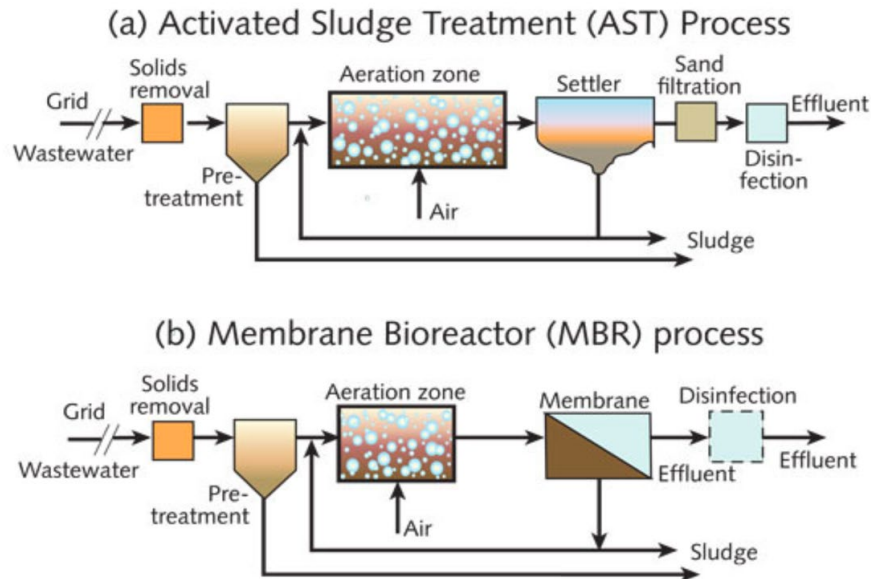 (a) Activated Sludge Treatment (AST) Process
Solids
removal
Aeration zone
Settler
Sand
filtration
Grid
Effluent
Wastewater
Pre-
treatment
Air
Disin-
fection
Sludge
(b) Membrane Bioreactor (MBR) process
Solids
removal
Aeration zone
Membrane
Disinfection
Grid
Wastewater
Pre-
treatment
Air
Effluent
Effluent
Sludge